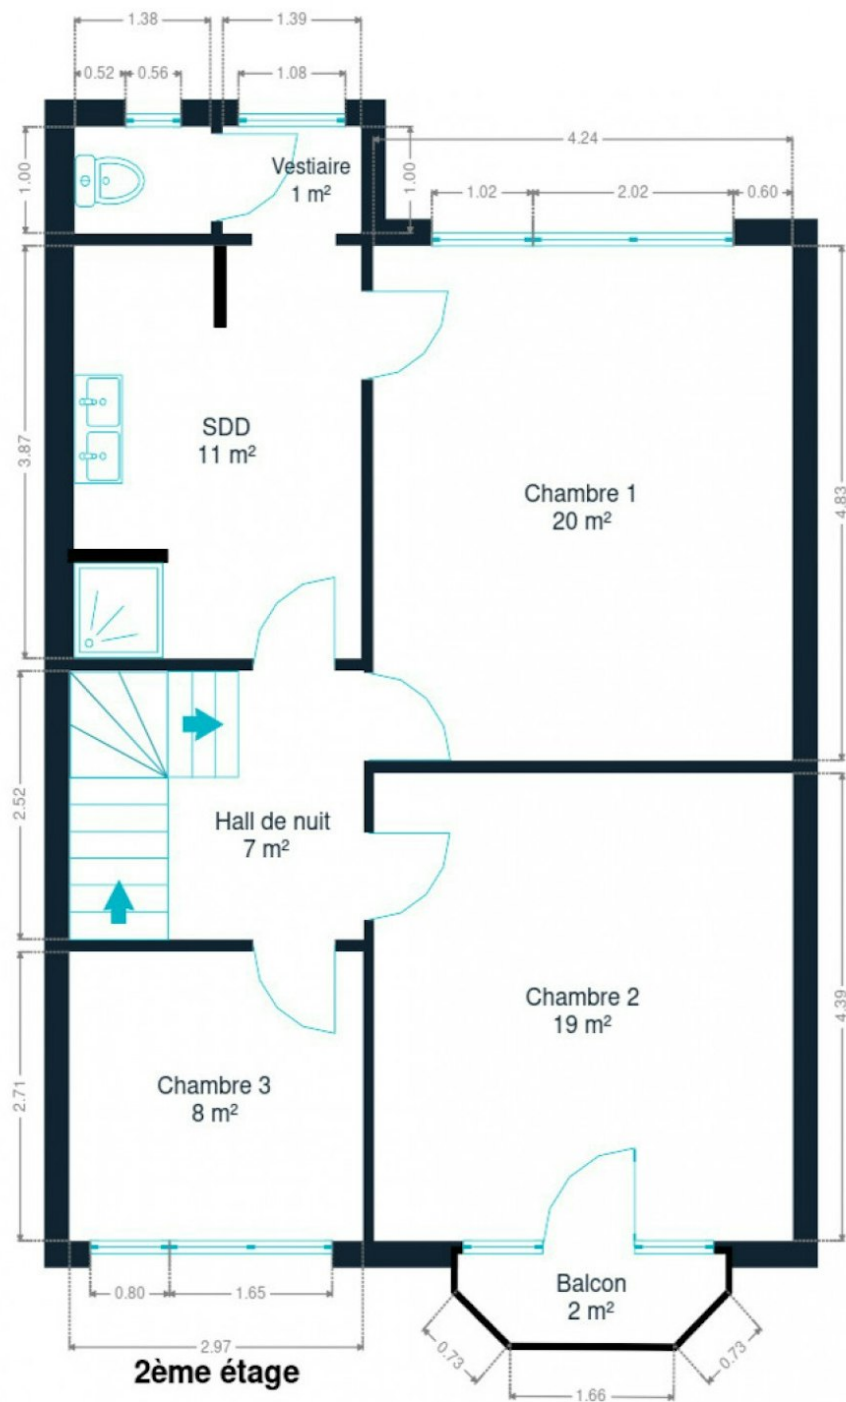 1.38
1.39
0.52
0.56
1.08
4.24
1.00
Vestiaire
1 m²
1.00
1.02
2.02
0.60
3.87
SDD
11 m²
Chambre 1
20 m²
4.83
2.52
Hall de nuit
7 m²
Chambre 2
19 m²
4.39
2.71
Chambre 3
8 m²
Balcon
2 m²
0.80
1.65
0.73
0.73
2.97
1.66
2ème étage